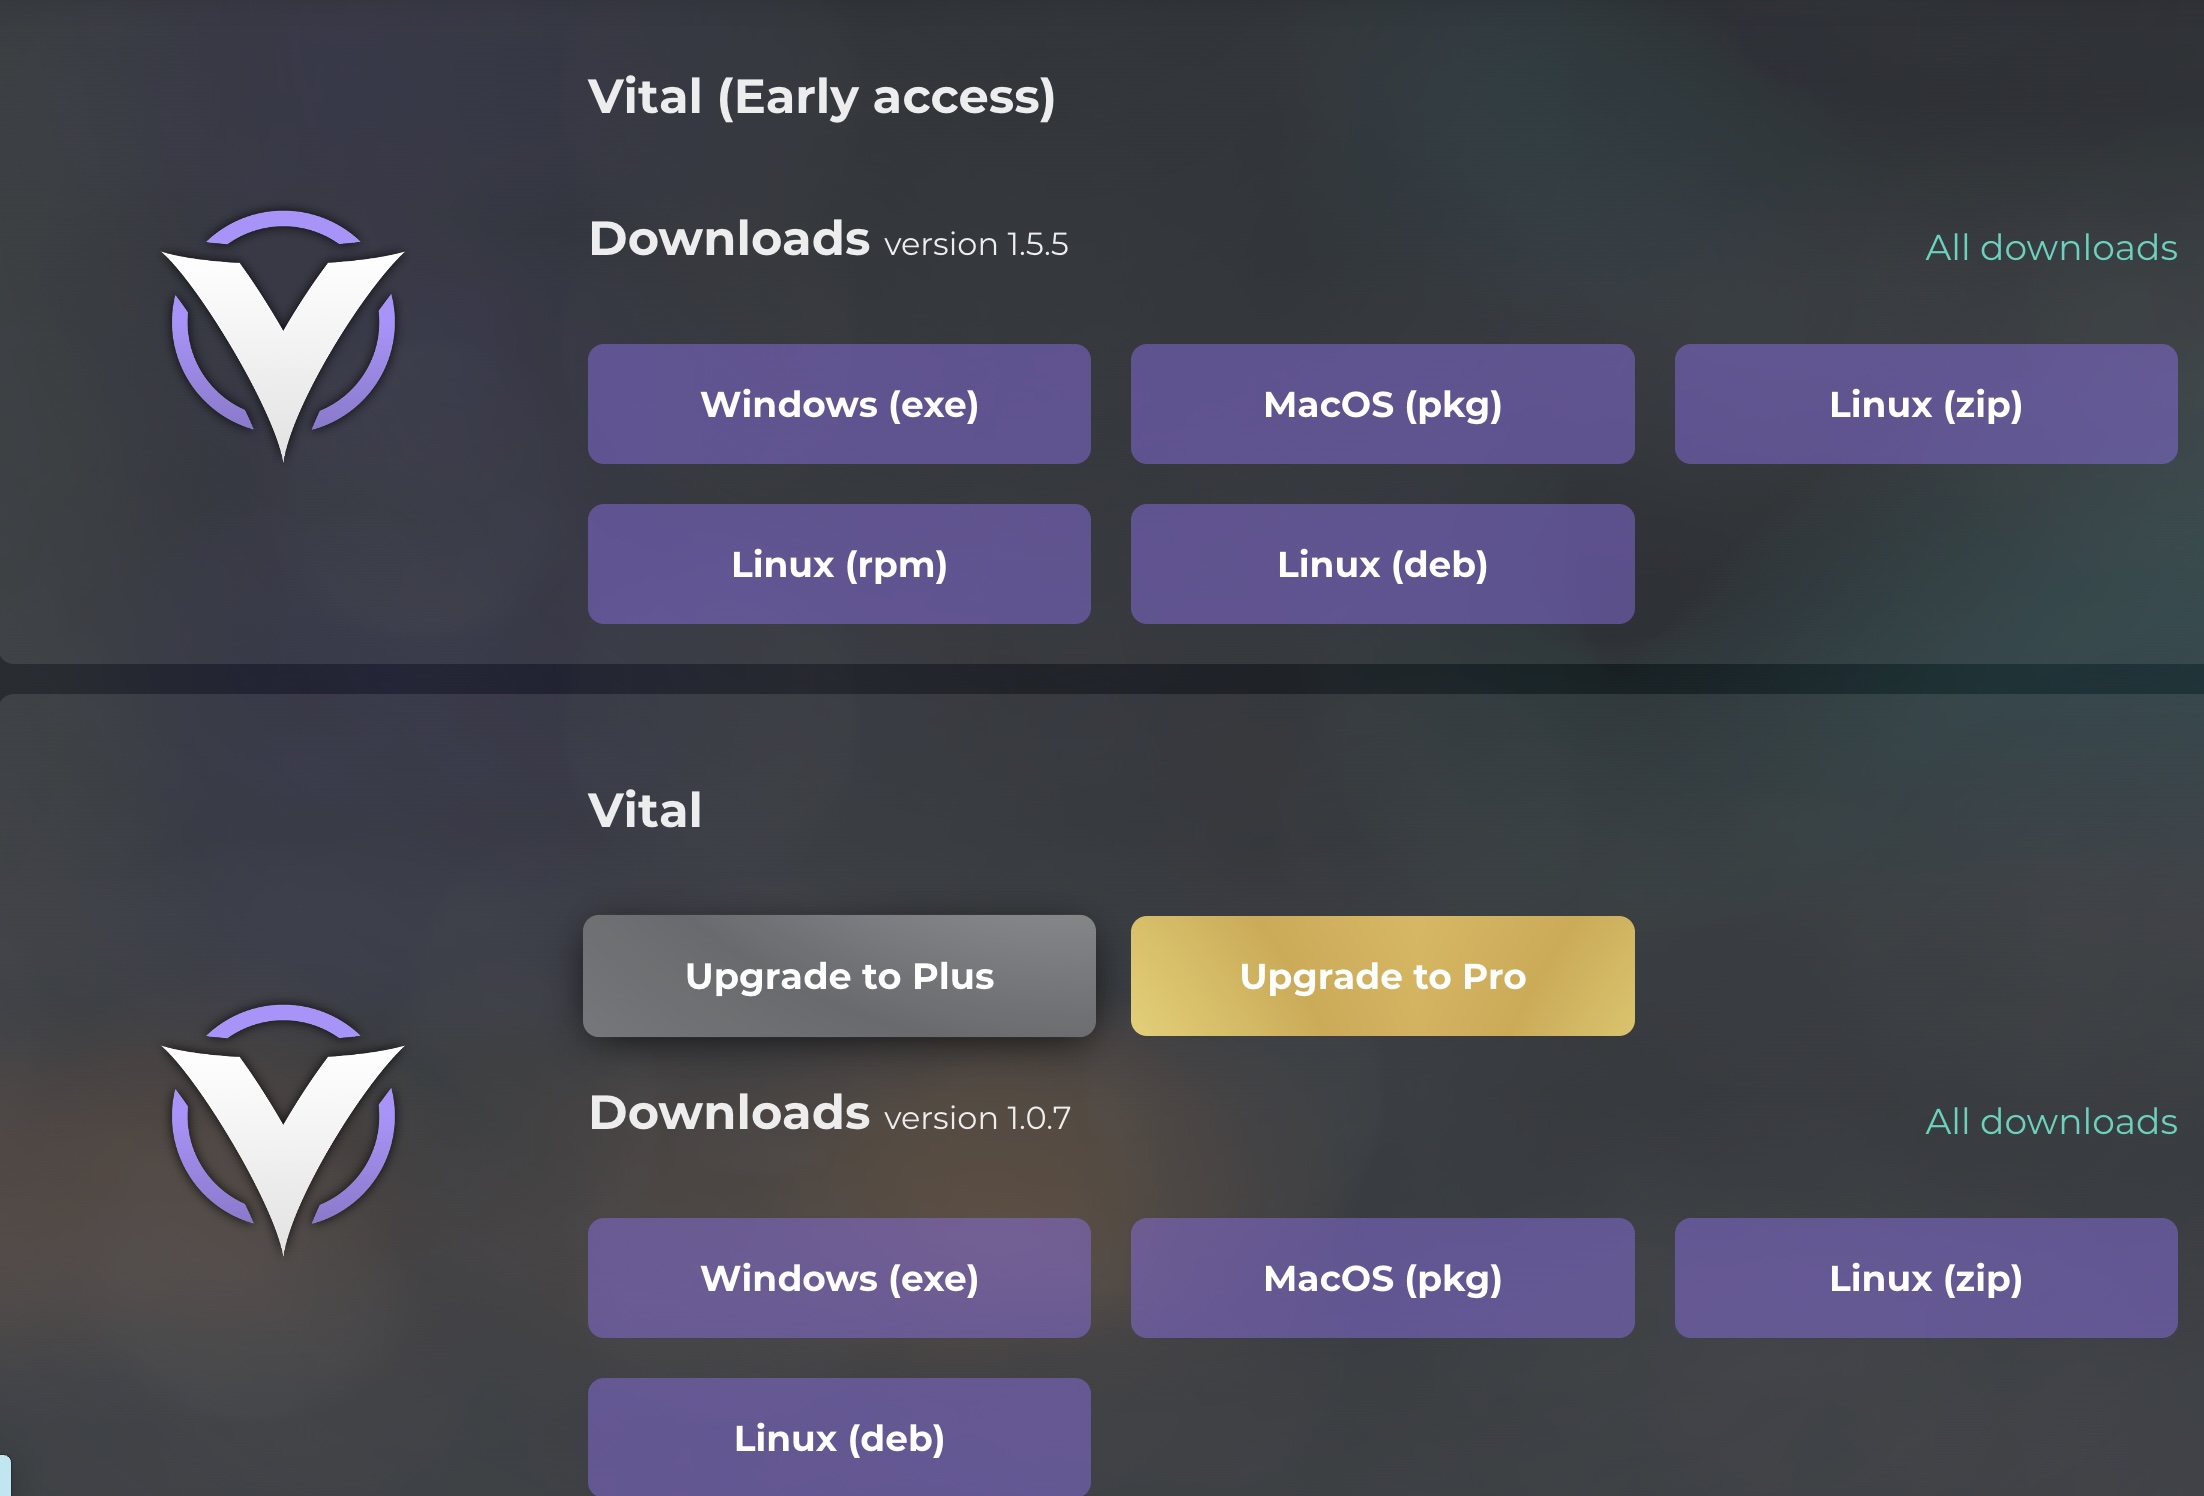 Vital (Early access)
Downloads version 1.5.5
All downloads
Windows (exe)
MacOS (pkg)
Linux (zip)
Linux (rpm)
Linux (deb)
Vital
Upgrade to Plus
Upgrade to Pro
Downloads version 1.0.7
All downloads
Windows (exe)
MacOS (pkg)
Linux (zip)
Linux (deb)